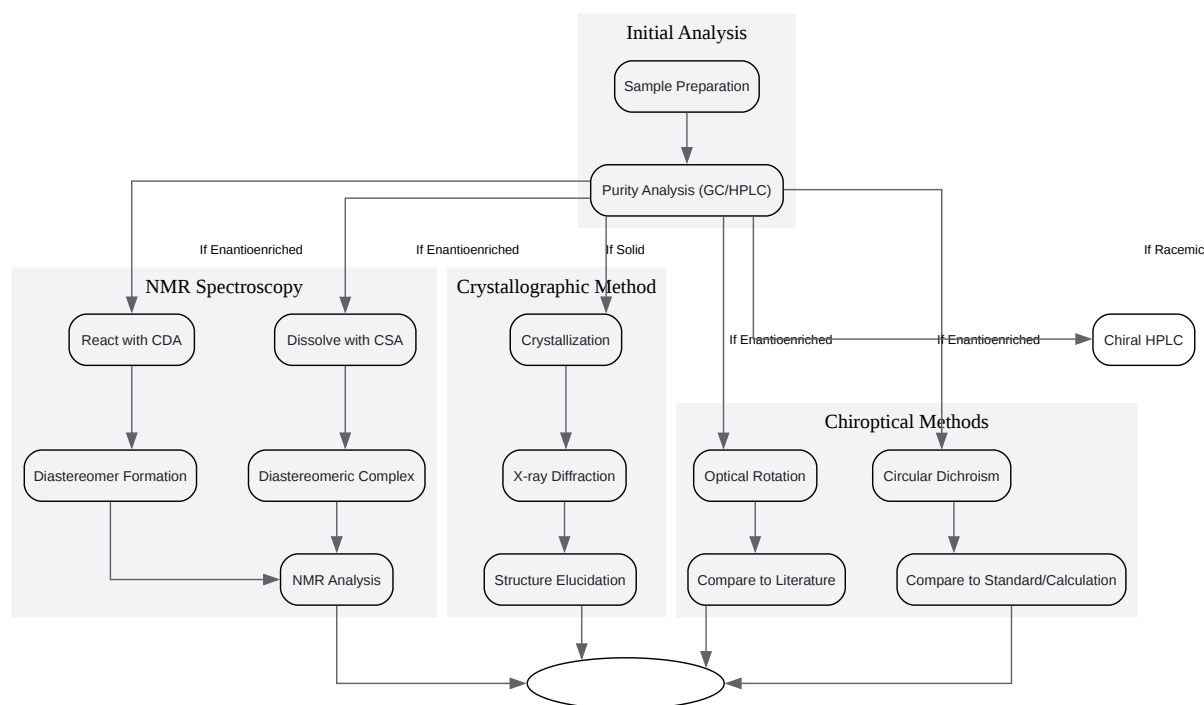 Initial Analysis
Sample Preparation
Purity Analysis (GC/HPLC)
If Enantioenriched
If Enantioenriched
If Solid
If Racemic
NMR Spectroscopy
Crystallographic Method
React with CDA
Dissolve with CSA
Crystallization
If Enantioenriched
If Enantioenriched
Chiral HPLC
Chiroptical Methods
Diastereomer Formation
Diastereomeric Complex
X-ray Diffraction
Optical Rotation
Circular Dichroism
NMR Analysis
Structure Elucidation
Compare to Literature
Compare to Standard/Calculation